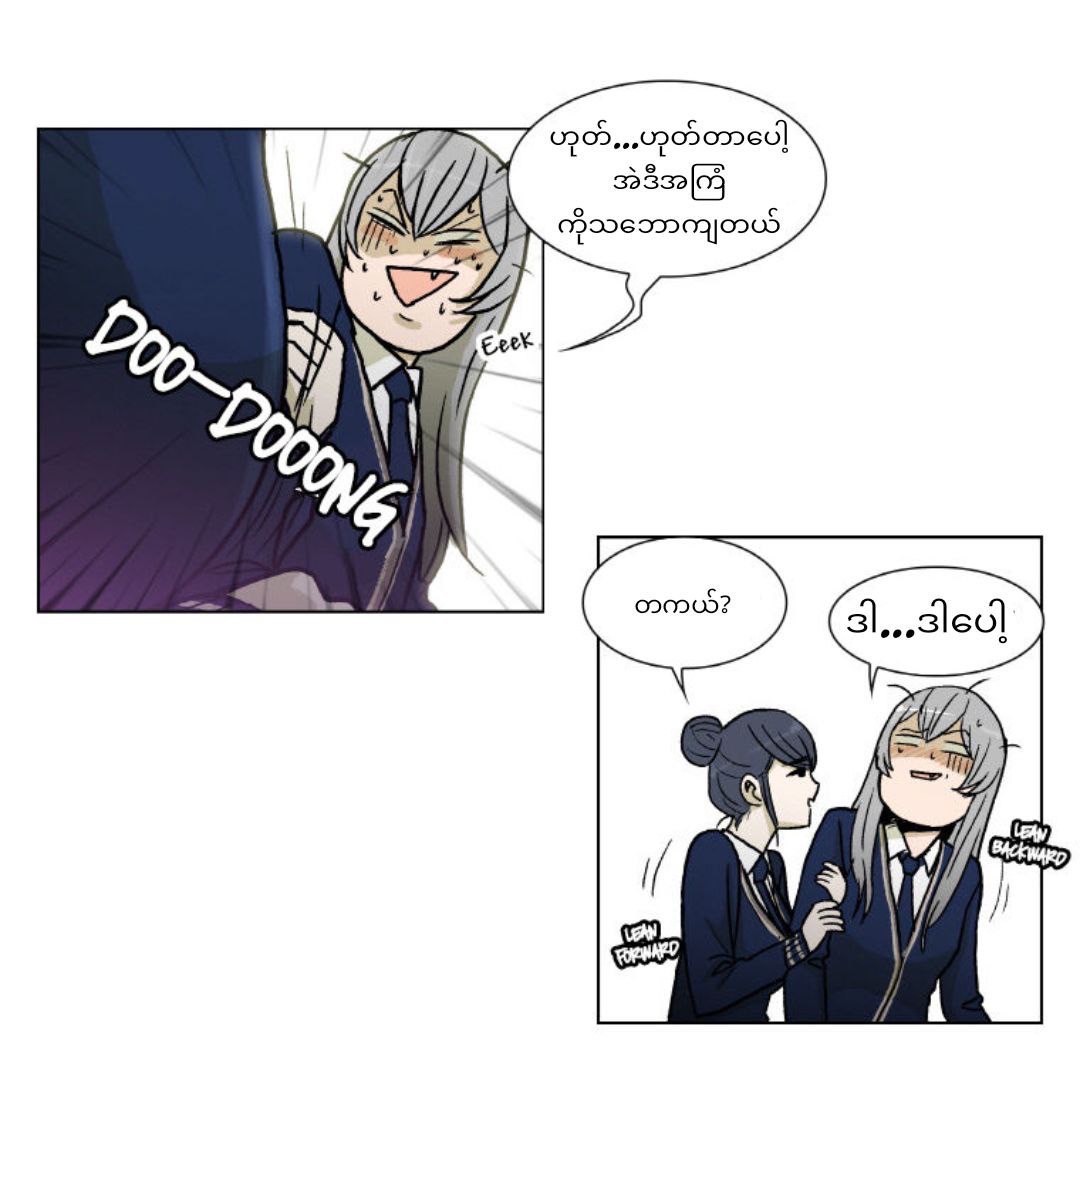 ဟုတ်...ဟုတ်တာပေါ့
အဲဒီအကြံ
ကိုသဘောကျတယ်
Eeek
DOO-DOOONG
တကယ်?
ဒါ...ဒါပေါ့
LEAN
BACKWARD
LEAN
FORWARD